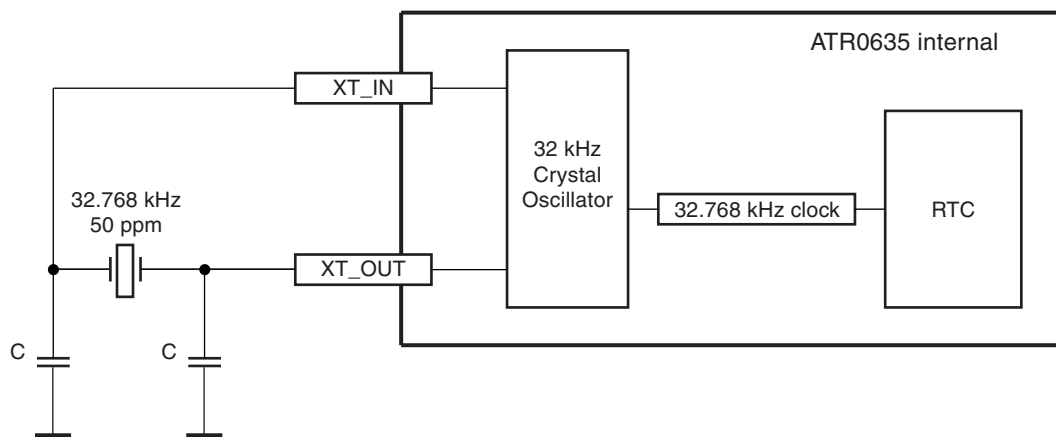 ATR0635 internal
XT_IN
32 kHz
Crystal
Oscillator
32.768 kHz
50 ppm
32.768 kHz clock
RTC
XT_OUT
C
C